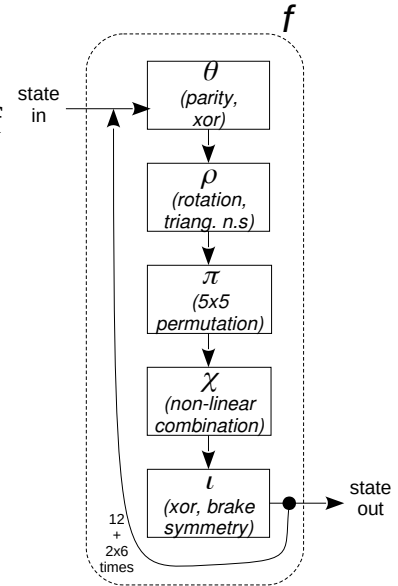 f
state
in
f
θ
(parity,
xor)
ρ
(rotation,
triang. n.s)
π
(5x5
permutation)
χ
(non-linear
combination)
ι
(xor, brake
symmetry)
state
out
12
+
2x6
times